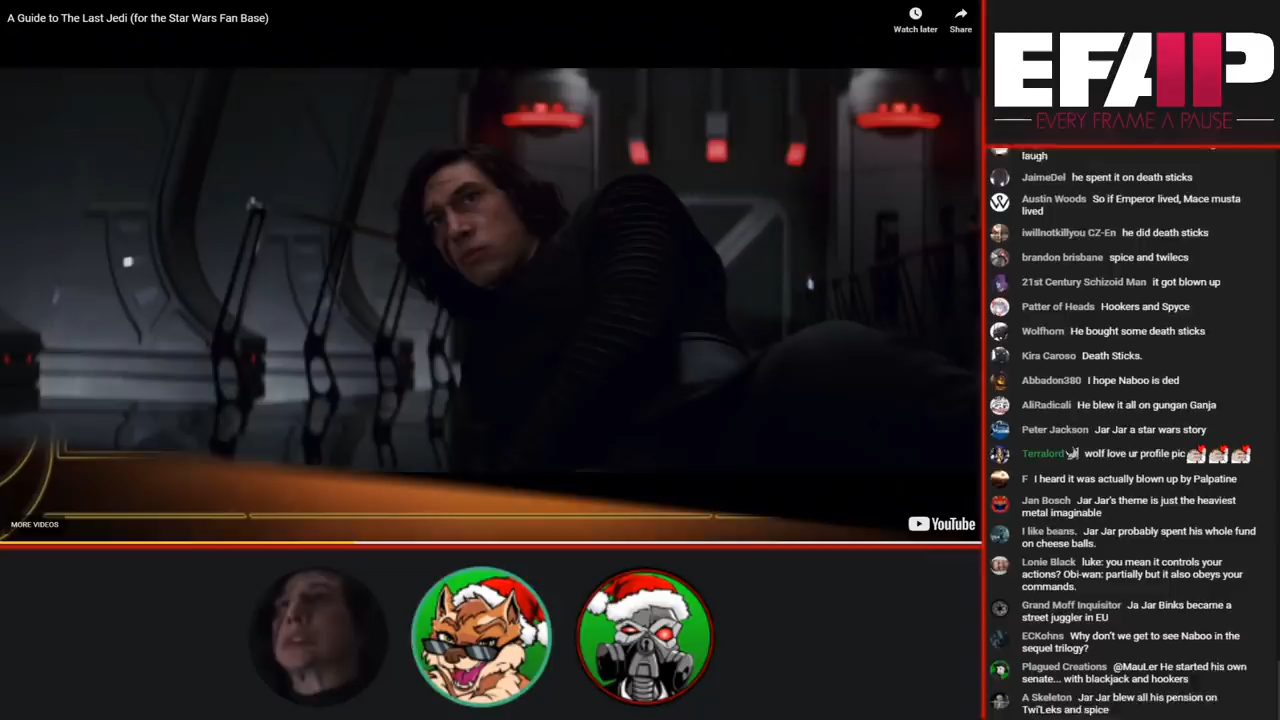 A Guide to The Last Jedi (for the Star Wars Fan Base)
Watch later
Share
MORE VIDEOS
YouTube
EFAP
EVERY FRAME A PAUSE
laugh
JaimeDel he spent it on death sticks
Austin Woods So if Emperor lived, Mace musta
lived
iwillnotkillyou CZ-En he did death sticks
brandon brisbane spice and twilecs
21st Century Schizoid Man it got blown up
Patter of Heads Hookers and Spyce
Wolfhorn He bought some death sticks
Kira Caroso Death Sticks.
Abbadon380 I hope Naboo is ded
AliRadicali He blew it all on gungan Ganja
Peter Jackson Jar Jar a star wars story
Terralord wolf love ur profile pic
F I heard it was actually blown up by Palpatine
Jan Bosch Jar Jar's theme is just the heaviest
metal imaginable
I like beans. Jar Jar probably spent his whole fund
on cheese balls.
Lonie Black luke: you mean it controls your
actions? Obi-wan: partially but it also obeys your
commands.
Grand Moff Inquisitor Ja Jar Binks became a
street juggler in EU
ECKohns Why don't we get to see Naboo in the
sequel trilogy?
Plagued Creations @MauLer He started his own
senate... with blackjack and hookers
A Skeleton Jar Jar blew all his pension on
Twi'Leks and spice